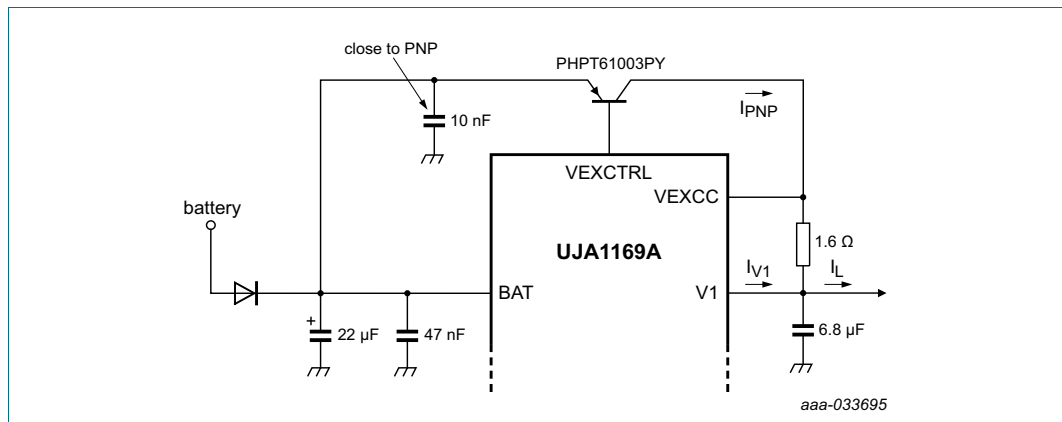 close to PNP
PHPT61003PY
I_PNP
10 nF
VEXCTRL
VEXCC
battery
1.6 Ω
UJA1169A
I_V1
I_L
BAT
V1
+
22 µF
47 nF
6.8 µF
aaa-033695